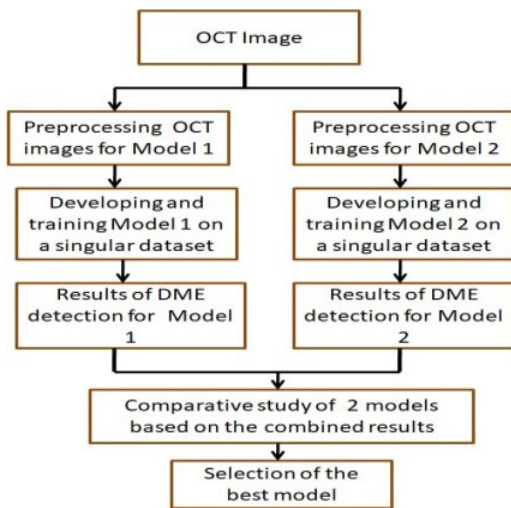 OCT Image
Preprocessing OCT
images for Model 1
Preprocessing OCT
images for Model 2
Developing and
training Model 1 on
a singular dataset
Developing and
training Model 2 on
a singular dataset
Results of DME
detection for Model
1
Results of DME
detection for Model
2
Comparative study of 2 models
based on the combined results
Selection of the
best model